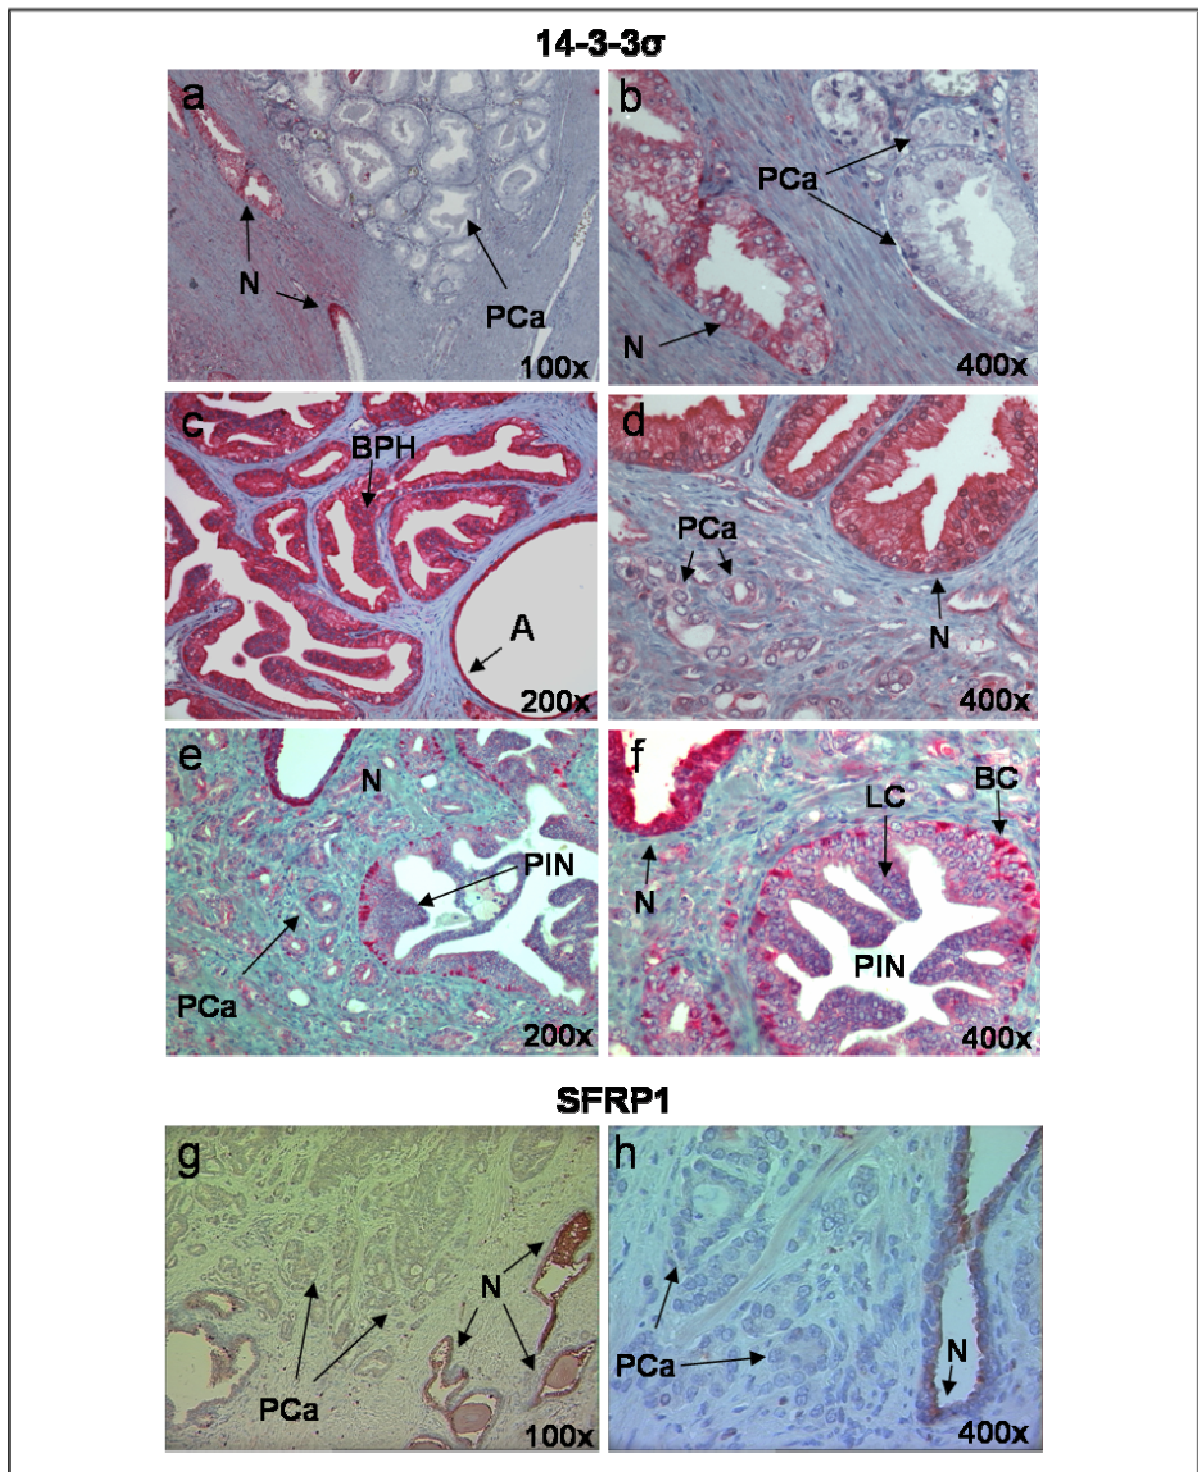 14-3-3σ
a
N
PCa
100x
b
PCa
N
400x
c
BPH
A
200x
d
PCa
N
400x
e
N
PIN
PCa
200x
f
LC
BC
N
PIN
400x
SFRP1
g
N
PCa
100x
h
PCa
N
400x